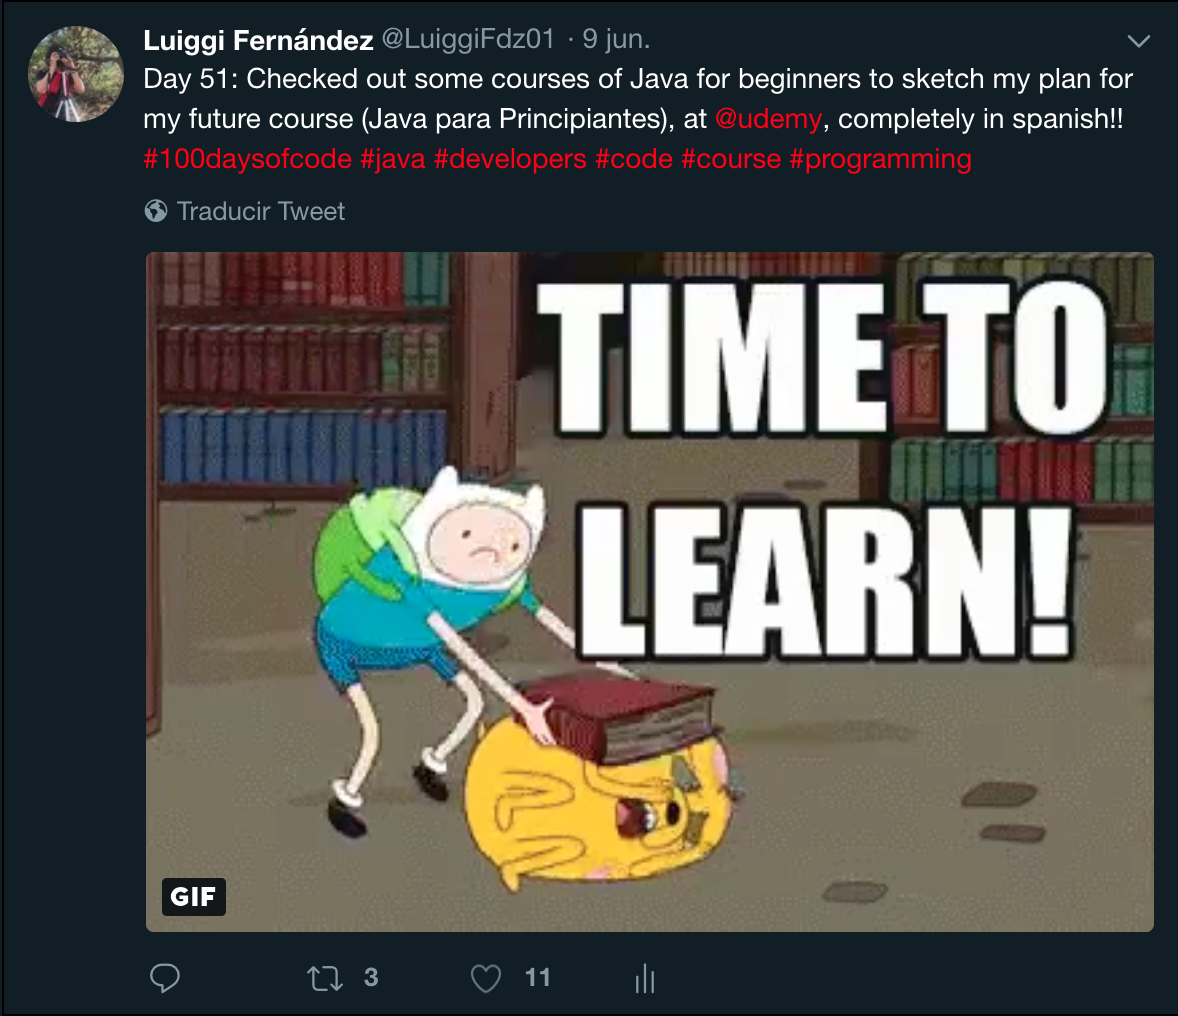 Luiggi Fernández @LuiggiFdz01 · 9 jun.
Day 51: Checked out some courses of Java for beginners to sketch my plan for
my future course (Java para Principiantes), at @udemy, completely in spanish!!
#100daysofcode #java #developers #code #course #programming
Traducir Tweet
TIME TO
LEARN!
GIF
3 11